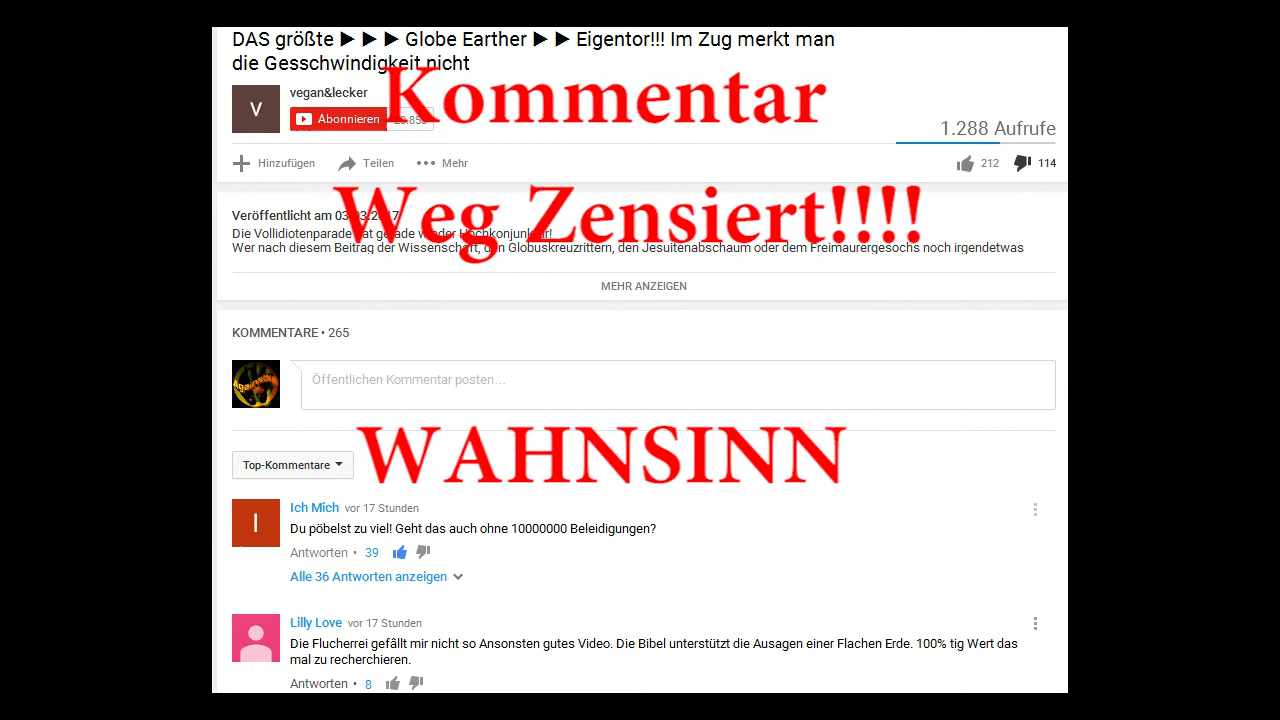 DAS größte ► ► ► Globe Earther ► ► Eigentor!!! Im Zug merkt man
die Gesschwindigkeit nicht
Kommentar
V
vegan&lecker
Abonnieren
1.288 Aufrufe
Hinzufügen Teilen ••• Mehr 212 114
Weg Zensiert!!!!
Veröffentlicht am 03.03.2017
Die Vollidiotenparade hat gerade wieder Hochkonjunktur!
Wer nach diesem Beitrag der Wissenschaft, den Globuskreuzrittern, den Jesuitenabschaum oder dem Freimaurergesochs noch irgendetwas
MEHR ANZEIGEN
KOMMENTARE • 265
Öffentlichen Kommentar posten...
WAHNSINN
Top-Kommentare
I
Ich Mich vor 17 Stunden
Du pöbelst zu viel! Geht das auch ohne 10000000 Beleidigungen?
Antworten • 39
Alle 36 Antworten anzeigen
Lilly Love vor 17 Stunden
Die Flucherrei gefâllt mir nicht so Ansonsten gutes Video. Die Bibel unterstützt die Ausagen einer Flachen Erde. 100% tig Wert das
mal zu recherchieren.
Antworten • 8